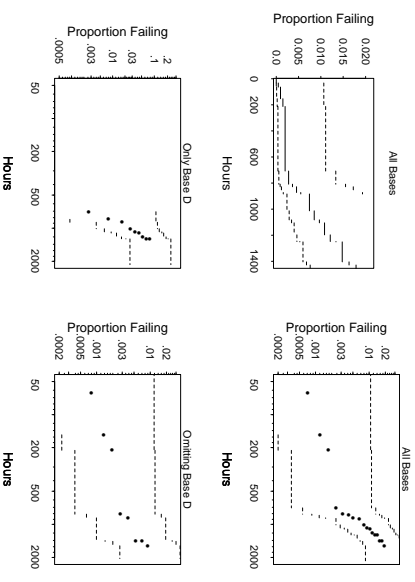 All Bases
Proportion Failing
0.0 0.005 0.010 0.015 0.020
0 200 600 1000 1400
Hours
All Bases
Proportion Failing
.0002 .0005 .001 .003 .01 .02
50 200 500 2000
Hours
Only Base D
Proportion Failing
.0005 .003 .01 .03 .1 .2
50 200 500 2000
Hours
Omitting Base D
Proportion Failing
.0002 .0005 .001 .003 .01 .02
50 200 500 2000
Hours